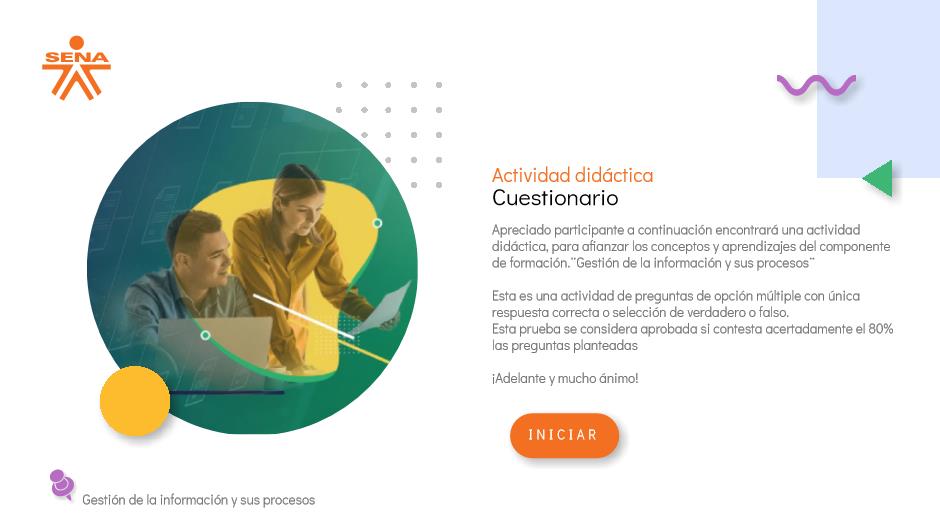 SENA
Actividad didáctica
Cuestionario
Apreciado participante a continuación encontrará una actividad
didáctica, para afianzar los conceptos y aprendizajes del componente
de formación.¨Gestión de la información y sus procesos¨
Esta es una actividad de preguntas de opción múltiple con única
respuesta correcta o selección de verdadero o falso.
Esta prueba se considera aprobada si contesta acertadamente el 80%
las preguntas planteadas
¡Adelante y mucho ánimo!
INICIAR
Gestión de la información y sus procesos